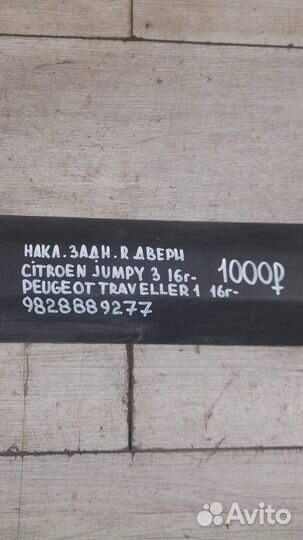 НАКЛ. ЗАДН. R ДВЕРИ
CITROEN JUMPY 3 16г- 1000₽
PEUGEOT TRAVELLER 1 16г-
9828889277
Avito